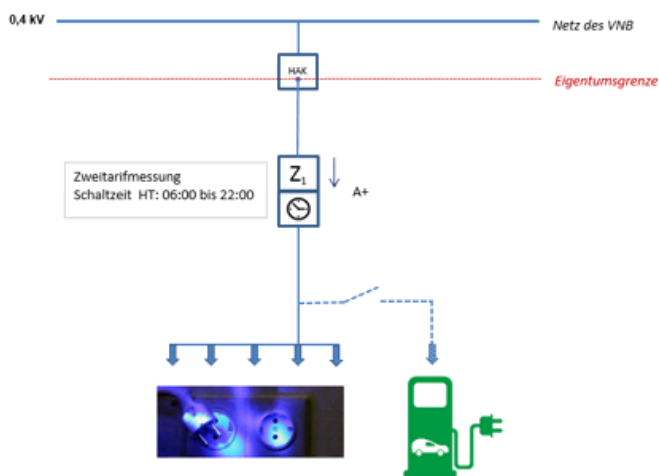 0,4 kV
Netz des VNB
HAK
Eigentumsgrenze
Zweitarifmessung
Schaltzeit HT: 06:00 bis 22:00
Z1
A+